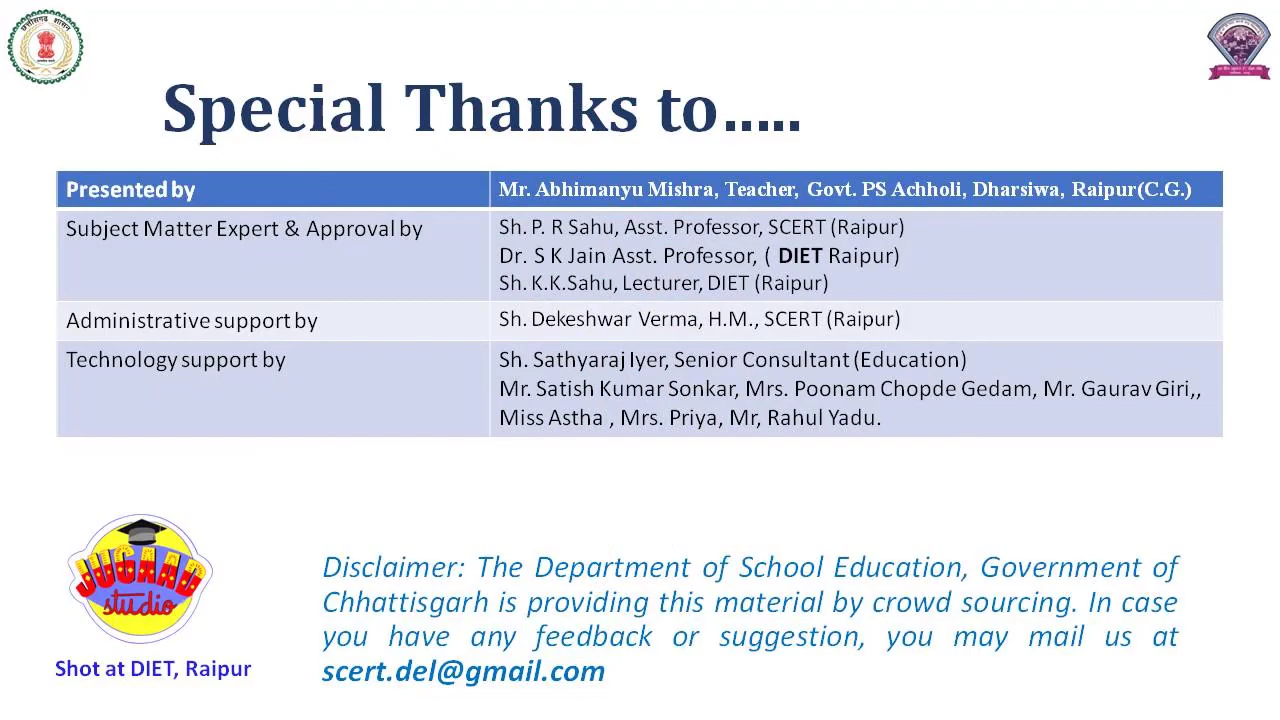 छत्तीसगढ़ शासन
Special Thanks to.....
Presented by
Mr. Abhimanyu Mishra, Teacher, Govt. PS Achholi, Dharsiwa, Raipur(C.G.)
Subject Matter Expert & Approval by
Sh. P. R Sahu, Asst. Professor, SCERT (Raipur)
Dr. S K Jain Asst. Professor, ( DIET Raipur)
Sh. K.K.Sahu, Lecturer, DIET (Raipur)
Administrative support by
Sh. Dekeshwar Verma, H.M., SCERT (Raipur)
Technology support by
Sh. Sathyaraj Iyer, Senior Consultant (Education)
Mr. Satish Kumar Sonkar, Mrs. Poonam Chopde Gedam, Mr. Gaurav Giri,,
Miss Astha , Mrs. Priya, Mr, Rahul Yadu.
JUGAAD
studio
Shot at DIET, Raipur
Disclaimer: The Department of School Education, Government of
Chhattisgarh is providing this material by crowd sourcing. In case
you have any feedback or suggestion, you may mail us at
scert.del@gmail.com